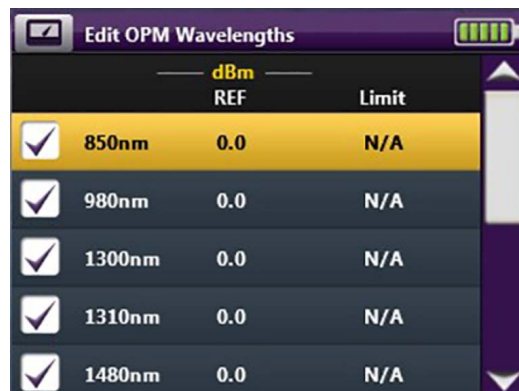 Edit OPM Wavelengths
dBm
REF Limit
850nm 0.0 N/A
980nm 0.0 N/A
1300nm 0.0 N/A
1310nm 0.0 N/A
1480nm 0.0 N/A